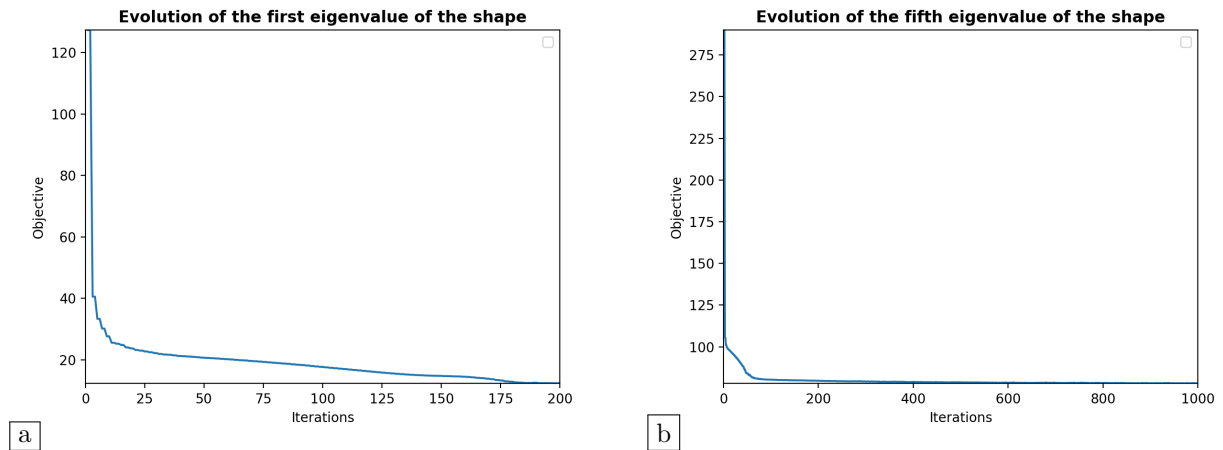 Evolution of the first eigenvalue of the shape
120
100
80
60
40
20
Objective
0 25 50 75 100 125 150 175 200
Iterations
a
Evolution of the fifth eigenvalue of the shape
275
250
225
200
175
150
125
100
Objective
0 200 400 600 800 1000
Iterations
b